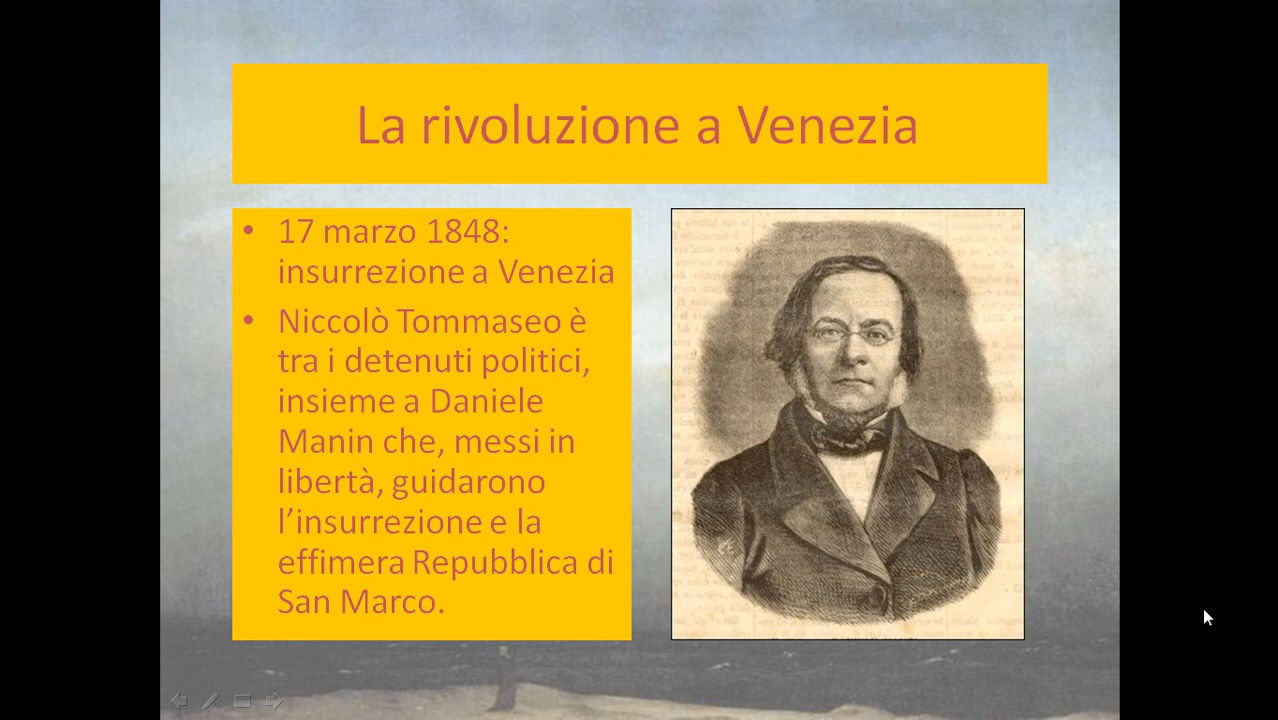 La rivoluzione a Venezia
• 17 marzo 1848:
insurrezione a Venezia
• Niccolò Tommaseo è
tra i detenuti politici,
insieme a Daniele
Manin che, messi in
libertà, guidarono
l’insurrezione e la
effimera Repubblica di
San Marco.